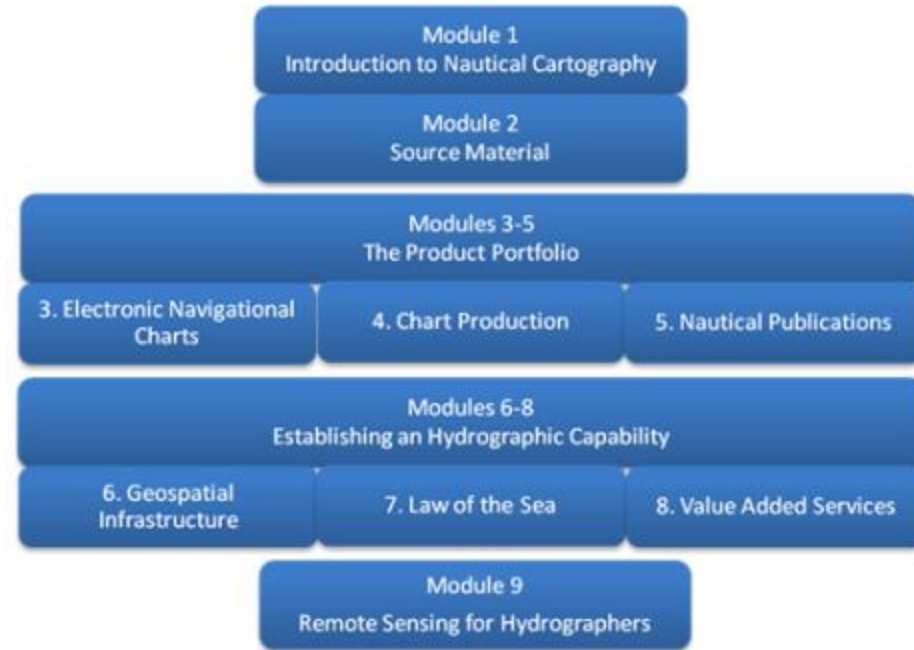 Module 1
Introduction to Nautical Cartography
Module 2
Source Material
Modules 3-5
The Product Portfolio
3. Electronic Navigational
Charts
4. Chart Production
5. Nautical Publications
Modules 6-8
Establishing an Hydrographic Capability
6. Geospatial
Infrastructure
7. Law of the Sea
8. Value Added Services
Module 9
Remote Sensing for Hydrographers